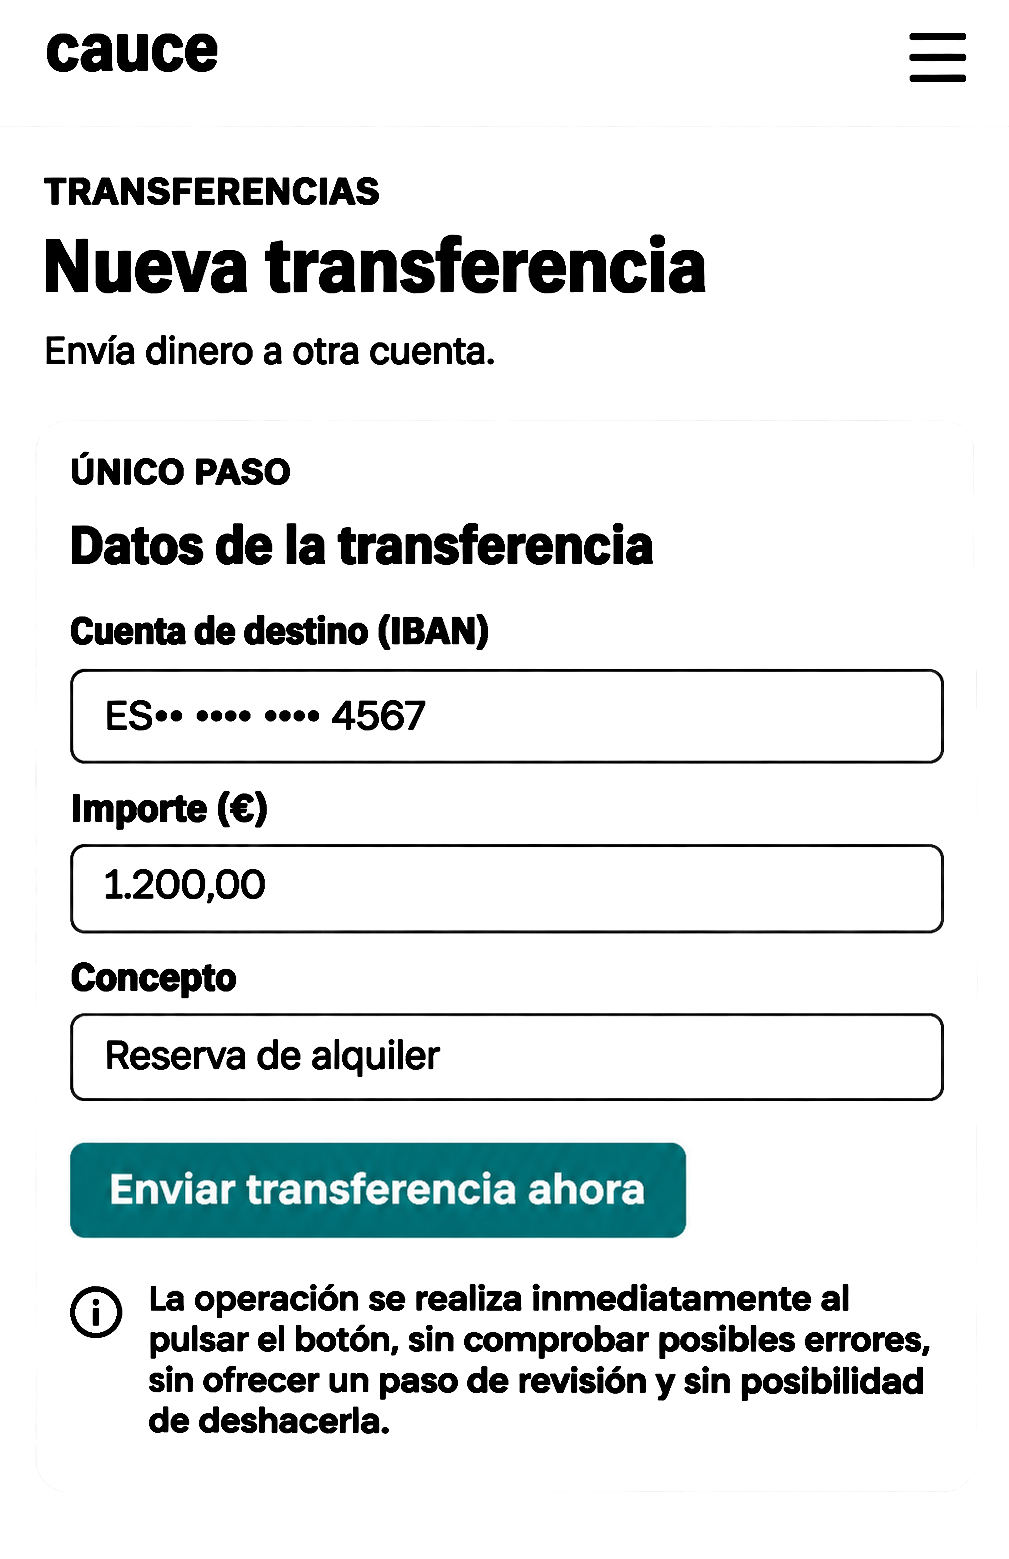 cauce
TRANSFERENCIAS
Nueva transferencia
Envía dinero a otra cuenta.
ÚNICO PASO
Datos de la transferencia
Cuenta de destino (IBAN)
ES•• •••• •••• 4567
Importe (€)
1.200,00
Concepto
Reserva de alquiler
Enviar transferencia ahora
La operación se realiza inmediatamente al
pulsar el botón, sin comprobar posibles errores,
sin ofrecer un paso de revisión y sin posibilidad
de deshacerla.